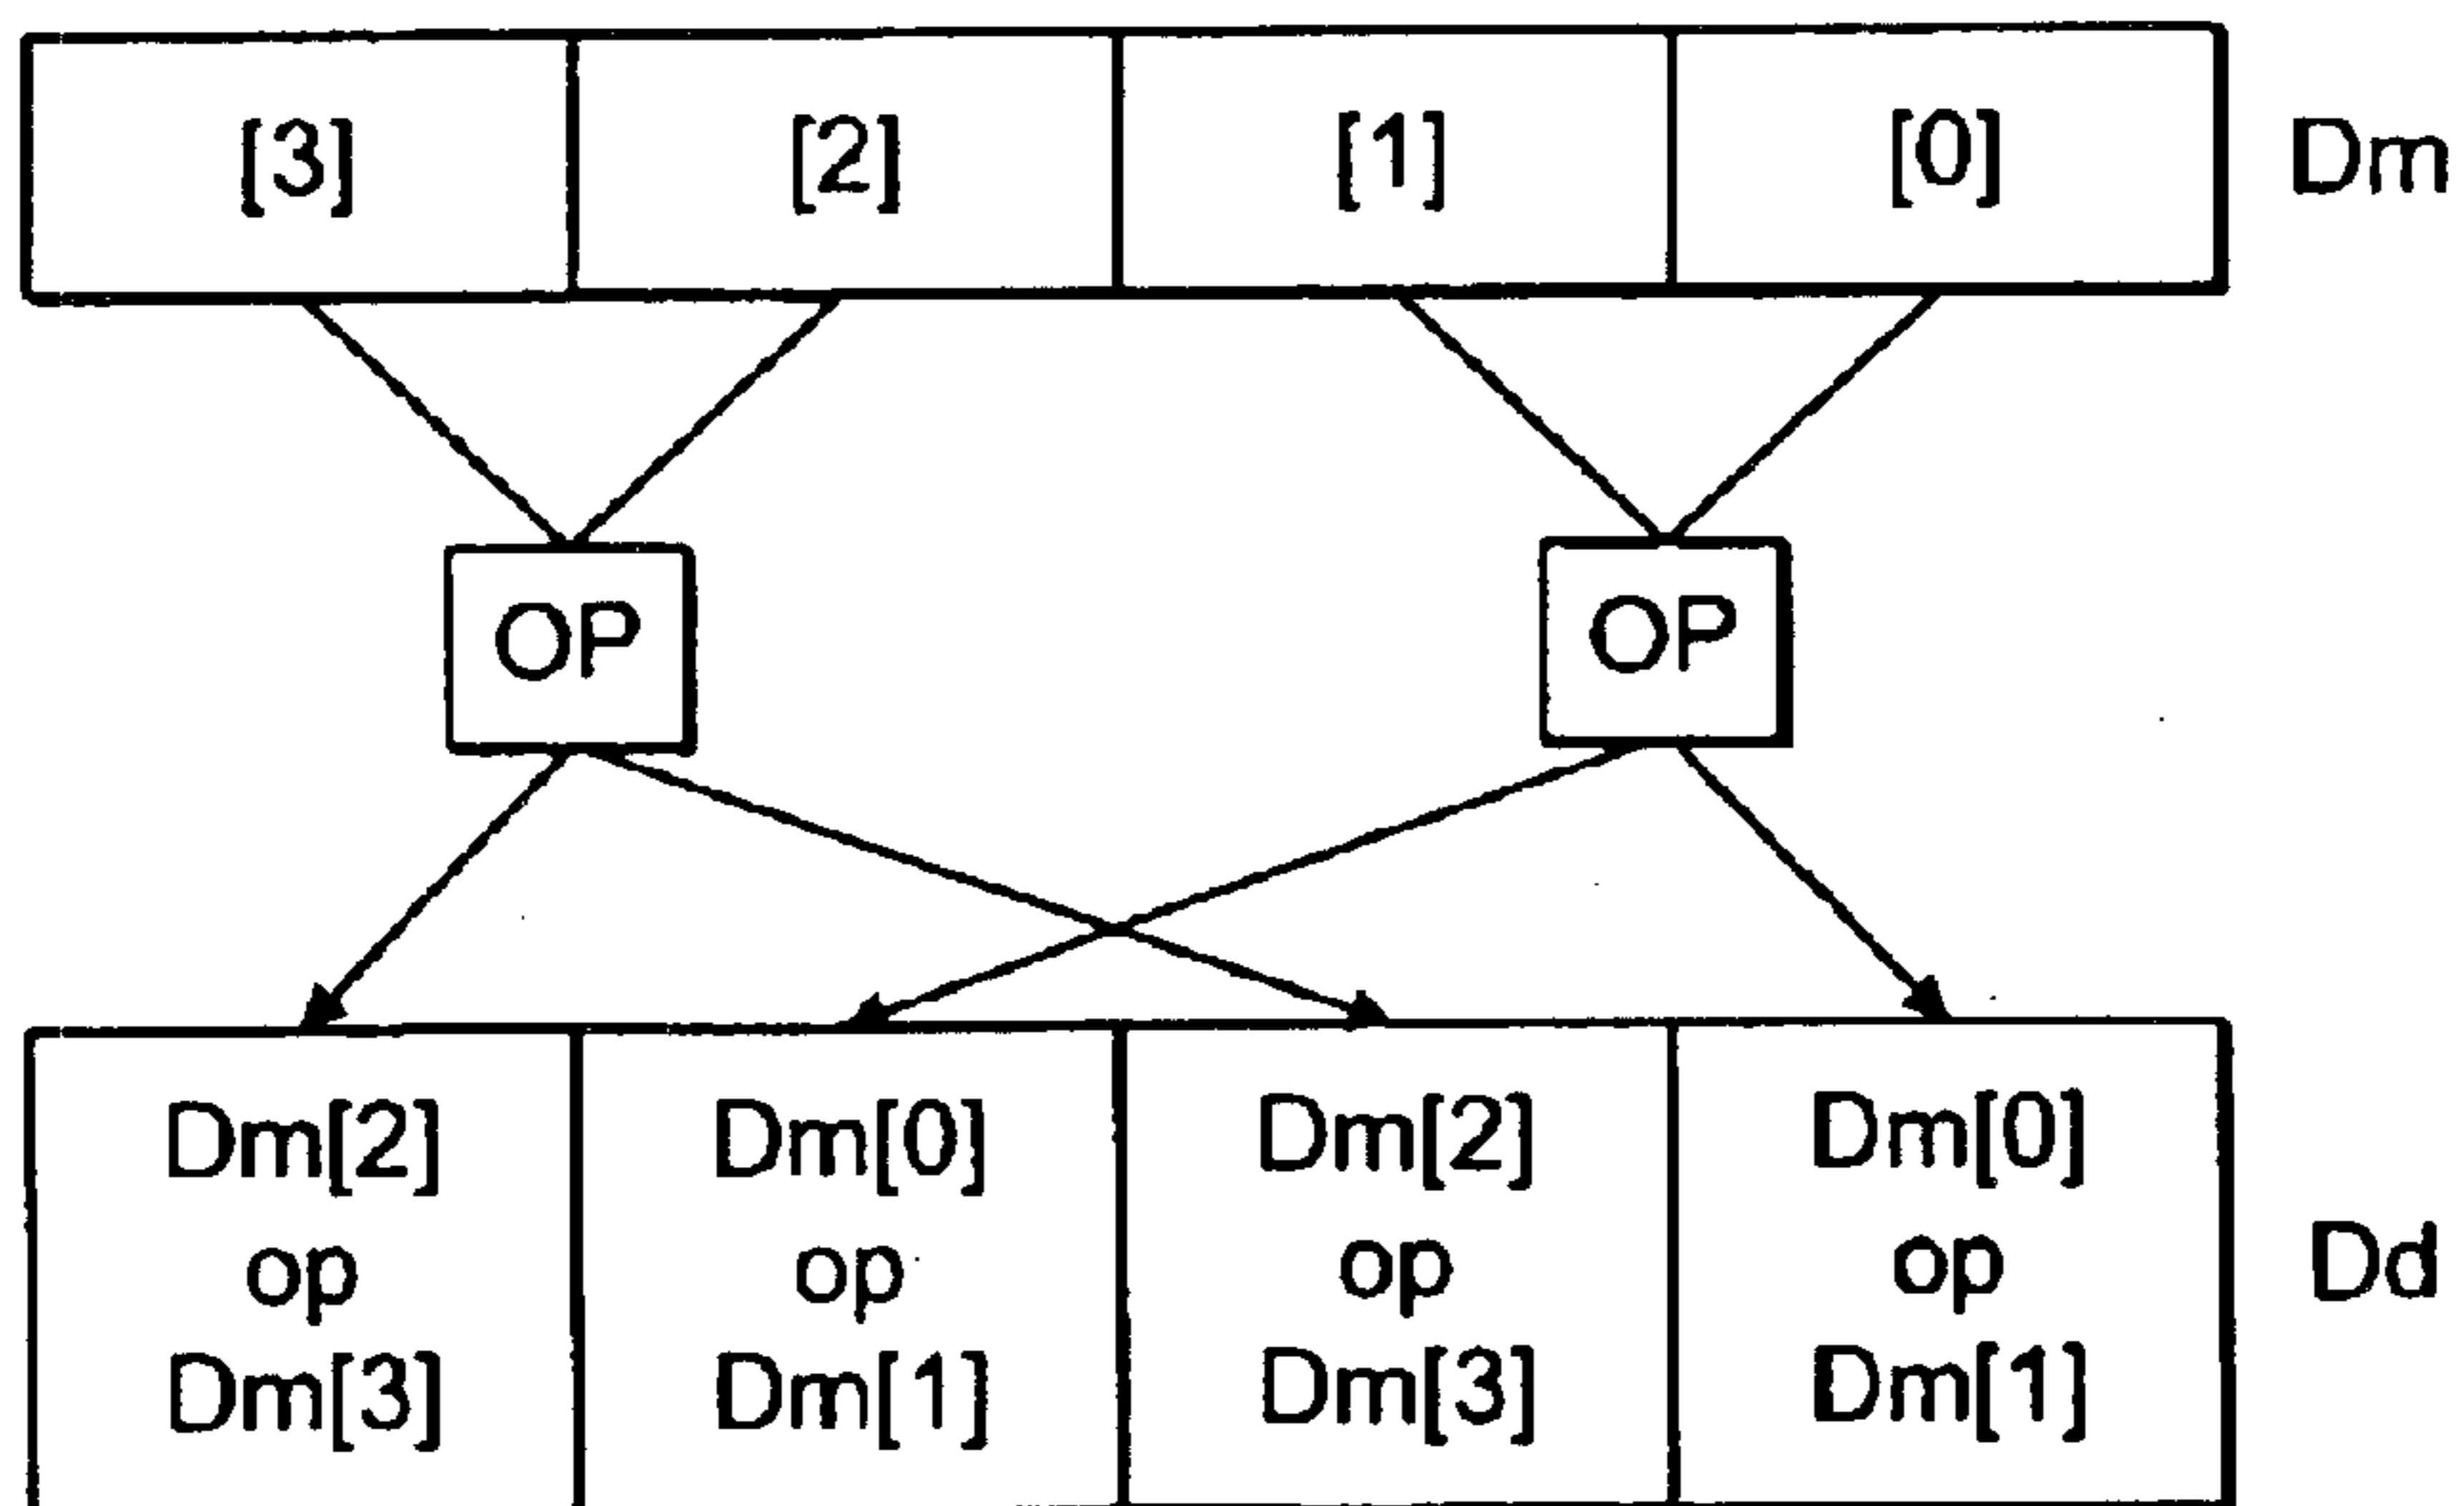 [3] [2] [1] [0] Dm
OP OP
Dm[2] Dm[0] Dm[2] Dm[0]
op op op op Dd
Dm[3] Dm[1] Dm[3] Dm[1]